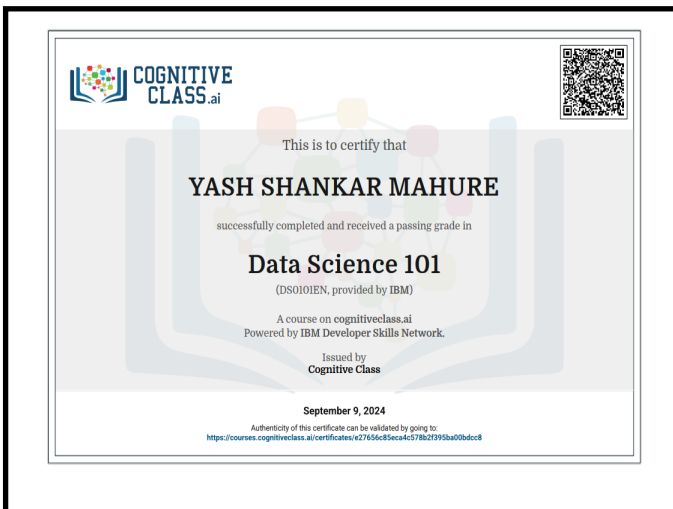 COGNITIVE
CLASS.ai
This is to certify that
YASH SHANKAR MAHURE
successfully completed and received a passing grade in
Data Science 101
(DS0101EN, provided by IBM)
A course on cognitiveclass.ai
Powered by IBM Developer Skills Network.
Issued by
Cognitive Class
September 9, 2024
Authenticity of this certificate can be validated by going to:
https://courses.cognitiveclass.ai/certificates/e27656c85eca4c578b2f395ba00bdcc8